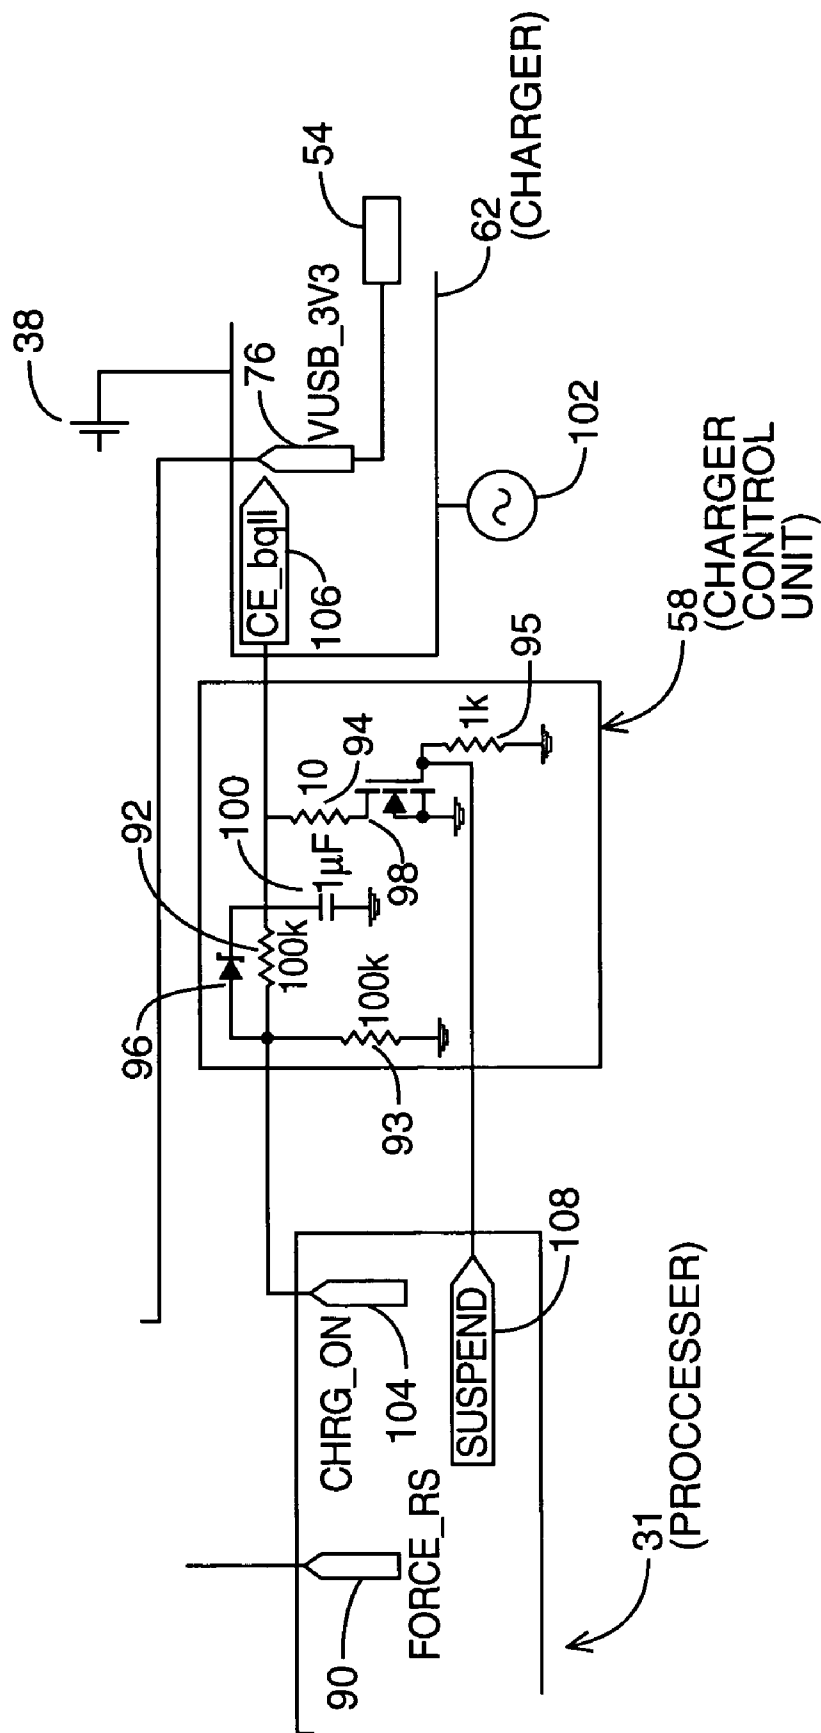 38
54
76
VUSB_3V3
62
(CHARGER)
CE_bqII
106
102
92
100
1μF
10
94
98
1k
95
58
(CHARGER
CONTROL
UNIT)
96
100k
100k
93
CHRG_ON
104
SUSPEND
108
90
FORCE_RS
31
(PROCCESSER)